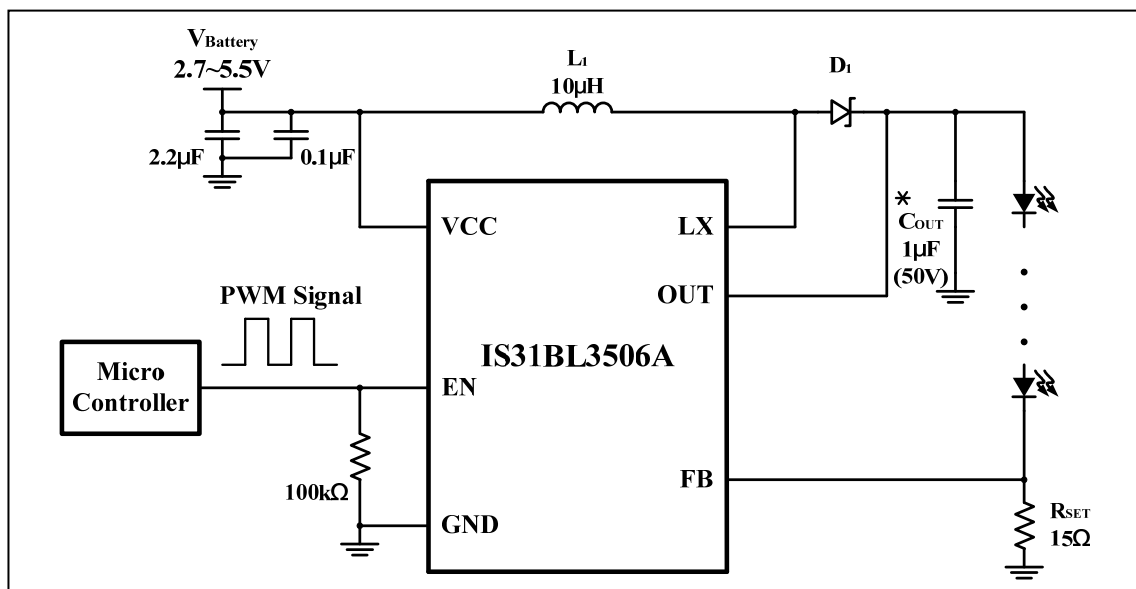 VBattery
2.7~5.5V
L1
10μH
D1
2.2μF
0.1μF
VCC
LX
*
COUT
1μF
(50V)
OUT
PWM Signal
IS31BL3506A
Micro
Controller
EN
100kΩ
FB
GND
RSET
15Ω